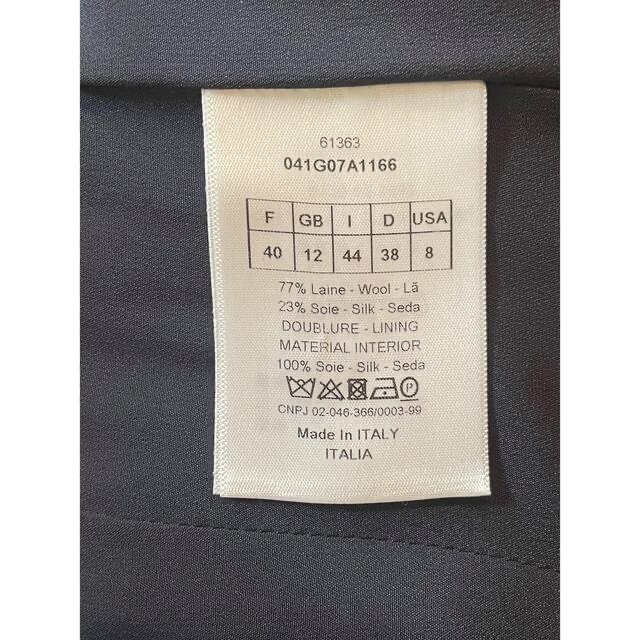 61363
041G07A1166
F GB I D USA
40 12 44 38 8
77% Laine - Wool - Lã
23% Soie - Silk - Seda
DOUBLURE - LINING
MATERIAL INTERIOR
100% Soie - Silk - Seda
P
CNPJ 02-046-366/0003-99
Made In ITALY
ITALIA